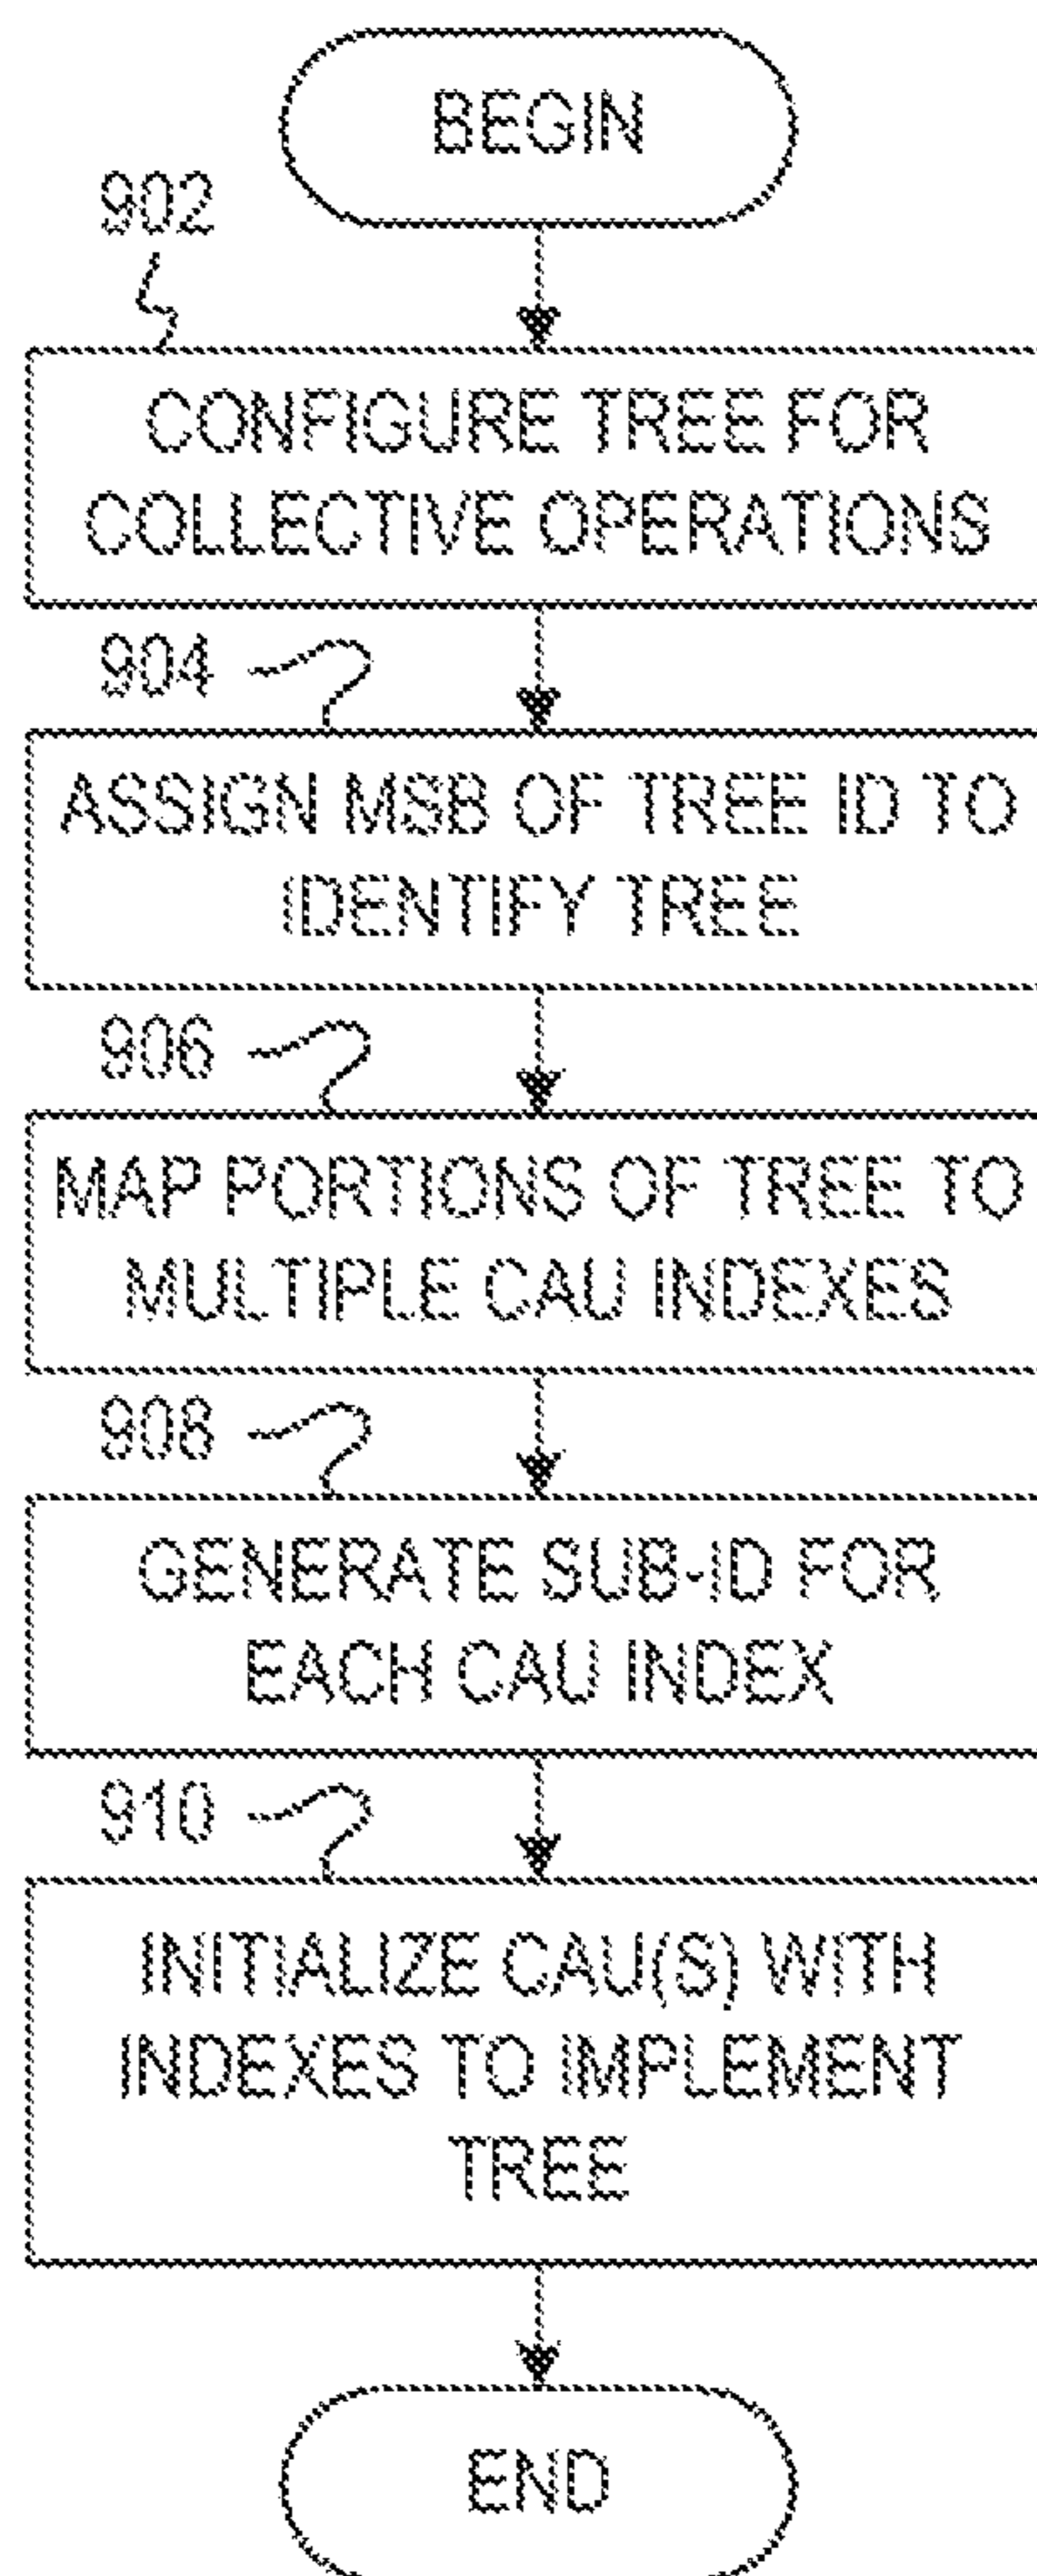 BEGIN
902
CONFIGURE TREE FOR
COLLECTIVE OPERATIONS
904
ASSIGN MSB OF TREE ID TO
IDENTIFY TREE
906
MAP PORTIONS OF TREE TO
MULTIPLE CAU INDEXES
908
GENERATE SUB-ID FOR
EACH CAU INDEX
910
INITIALIZE CAU(S) WITH
INDEXES TO IMPLEMENT
TREE
END